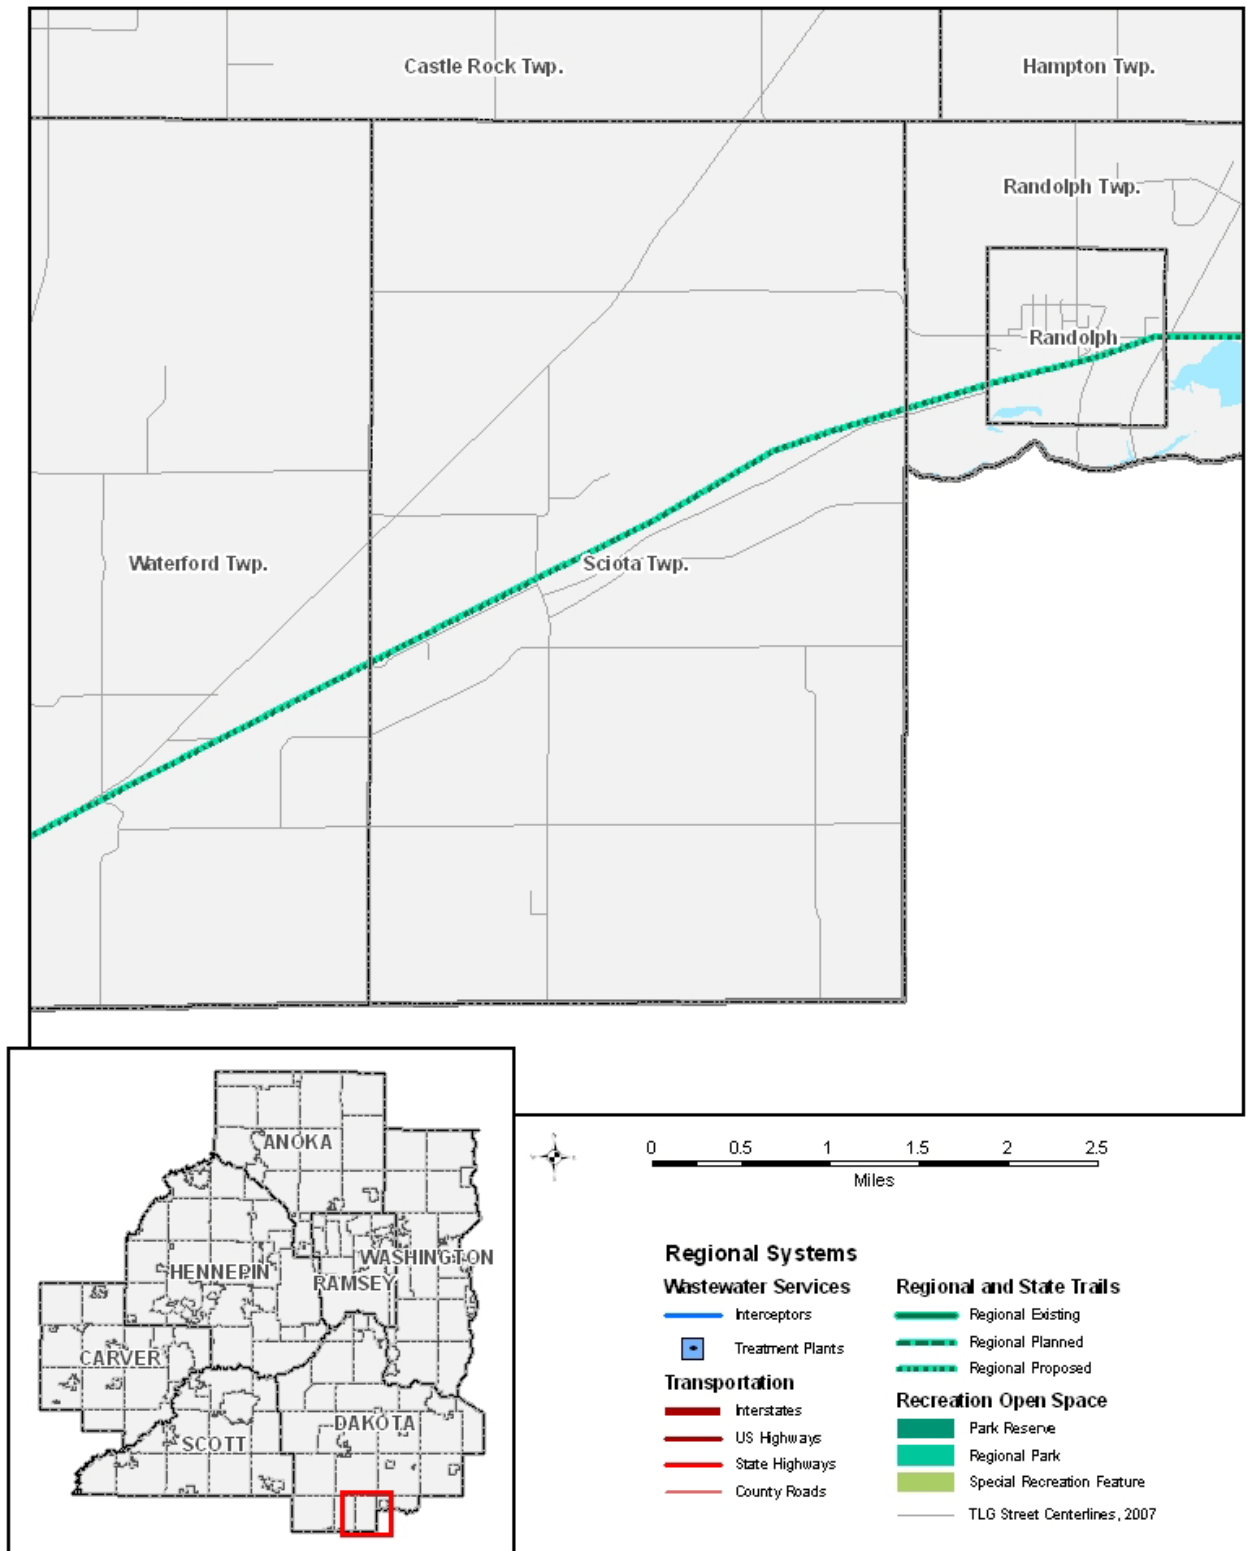 Castle Rock Twp.
Hampton Twp.
Randolph Twp.
Randolph
Waterford Twp.
Sciota Twp.
ANOKA
WASHINGTON
HENNEPIN
RAMSEY
CARVER
DAKOTA
SCOTT
0 0.5 1 1.5 2 2.5
Miles
Regional Systems
Wastewater Services
Interceptors
Treatment Plants
Transportation
Interstates
US Highways
State Highways
County Roads
Regional and State Trails
Regional Existing
Regional Planned
Regional Proposed
Recreation Open Space
Park Reserve
Regional Park
Special Recreation Feature
TLG Street Centerlines, 2007